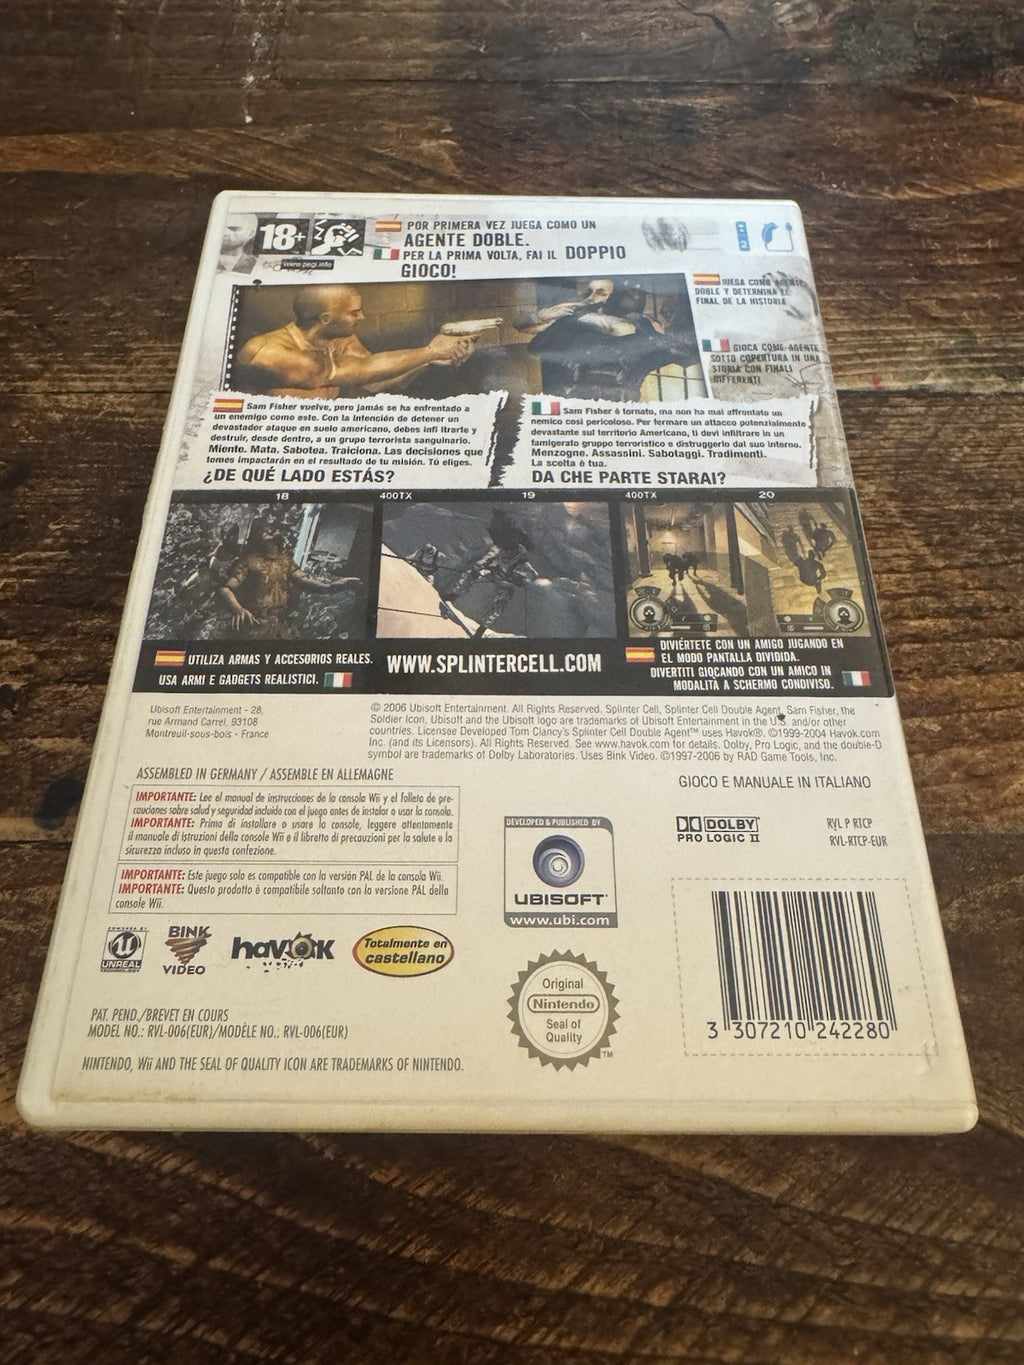 18+
www.pegi.info
POR PRIMERA VEZ JUEGA COMO UN
AGENTE DOBLE.
PER LA PRIMA VOLTA, FAI IL DOPPIO
GIOCO!
JUEGA COMO AGENTE
DOBLE Y DETERMINA EL
FINAL DE LA HISTORIA
GIOCA COME AGENTE
SOTTO COPERTURA IN UNA
STORIA CON FINALI
DIFFERENTI
Sam Fisher vuelve, pero jamás se ha enfrentado a
un enemigo como este. Con la intención de detener un
devastador ataque en suelo americano, debes infi ltrarte y
destruir, desde dentro, a un grupo terrorista sanguinario.
Miente. Mata. Sabotea. Traiciona. Las decisiones que
tomes impactarán en el resultado de tu misión. Tú eliges.
¿DE QUÉ LADO ESTÁS?
Sam Fisher è tornato, ma non ha mai affrontato un
nemico così pericoloso. Per fermare un attacco potenzialmente
devastante sul territorio Americano, ti devi infiltrare in un
famigerato gruppo terroristico e distruggerlo dal suo interno.
Menzogne. Assassini. Sabotaggi. Tradimenti.
La scelta è tua.
DA CHE PARTE STARAI?
18 400TX 19 400TX 20
UTILIZA ARMAS Y ACCESORIOS REALES.
USA ARMI E GADGETS REALISTICI.
WWW.SPLINTERCELL.COM
DIVIÉRTETE CON UN AMIGO JUGANDO EN
EL MODO PANTALLA DIVIDIDA.
DIVERTITI GIOCANDO CON UN AMICO IN
MODALITA A SCHERMO CONDIVISO.
Ubisoft Entertainment - 28,
rue Armand Carrel, 93108
Montreuil-sous-bois - France
© 2006 Ubisoft Entertainment. All Rights Reserved. Splinter Cell, Splinter Cell Double Agent, Sam Fisher, the
Soldier Icon, Ubisoft and the Ubisoft logo are trademarks of Ubisoft Entertainment in the U.S. and/or other
countries. Licensee Developed Tom Clancy's Splinter Cell Double Agent™ uses Havok®. ©1999-2004 Havok.com
Inc. (and its Licensors). All Rights Reserved. See www.havok.com for details. Dolby, Pro Logic, and the double-D
symbol are trademarks of Dolby Laboratories. Uses Bink Video. ©1997-2006 by RAD Game Tools, Inc.
ASSEMBLED IN GERMANY / ASSEMBLE EN ALLEMAGNE
GIOCO E MANUALE IN ITALIANO
IMPORTANTE: Lee el manual de instrucciones de la consola Wii y el folleto de pre-
cauciones sobre salud y seguridad incluido con el juego antes de instalar o usar la consola.
IMPORTANTE: Prima di installare o usare la console, leggere attentamente
il manuale di istruzioni della console Wii e il libretto di precauzioni per la salute e la
sicurezza incluso in questa confezione.
IMPORTANTE: Este juego solo es compatible con la versión PAL de la consola Wii.
IMPORTANTE: Questo prodotto è compatibile soltanto con la versione PAL della
console Wii.
DEVELOPED & PUBLISHED BY
UBISOFT
www.ubi.com
DOLBY
PRO LOGIC II
RVL P RTCP
RVL-RTCP-EUR
POWERED BY
UNREAL
TECHNOLOGY
BINK
VIDEO
havOK
Totalmente en
castellano
Original
Nintendo
Seal of
Quality
TM
3 307210 242280
PAT. PEND./BREVET EN COURS
MODEL NO.: RVL-006(EUR)/MODÈLE NO.: RVL-006(EUR)
NINTENDO, Wii AND THE SEAL OF QUALITY ICON ARE TRADEMARKS OF NINTENDO.